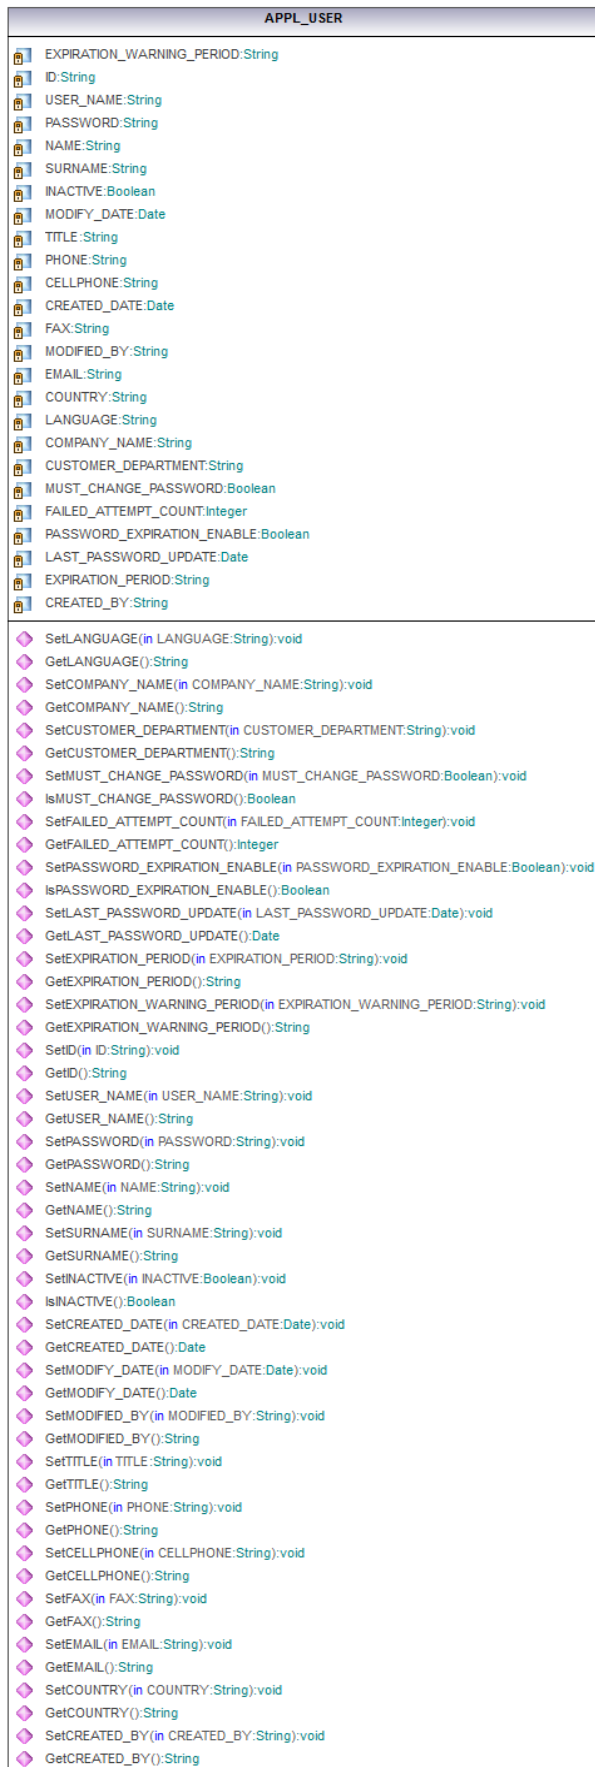 APPL_USER
EXPIRATION_WARNING_PERIOD:String
ID:String
USER_NAME:String
PASSWORD:String
NAME:String
SURNAME:String
INACTIVE:Boolean
MODIFY_DATE:Date
TITLE:String
PHONE:String
CELLPHONE:String
CREATED_DATE:Date
FAX:String
MODIFIED_BY:String
EMAIL:String
COUNTRY:String
LANGUAGE:String
COMPANY_NAME:String
CUSTOMER_DEPARTMENT:String
MUST_CHANGE_PASSWORD:Boolean
FAILED_ATTEMPT_COUNT:Integer
PASSWORD_EXPIRATION_ENABLE:Boolean
LAST_PASSWORD_UPDATE:Date
EXPIRATION_PERIOD:String
CREATED_BY:String
SetLANGUAGE(in LANGUAGE:String):void
GetLANGUAGE():String
SetCOMPANY_NAME(in COMPANY_NAME:String):void
GetCOMPANY_NAME():String
SetCUSTOMER_DEPARTMENT(in CUSTOMER_DEPARTMENT:String):void
GetCUSTOMER_DEPARTMENT():String
SetMUST_CHANGE_PASSWORD(in MUST_CHANGE_PASSWORD:Boolean):void
IsMUST_CHANGE_PASSWORD():Boolean
SetFAILED_ATTEMPT_COUNT(in FAILED_ATTEMPT_COUNT:Integer):void
GetFAILED_ATTEMPT_COUNT():Integer
SetPASSWORD_EXPIRATION_ENABLE(in PASSWORD_EXPIRATION_ENABLE:Boolean):void
IsPASSWORD_EXPIRATION_ENABLE():Boolean
SetLAST_PASSWORD_UPDATE(in LAST_PASSWORD_UPDATE:Date):void
GetLAST_PASSWORD_UPDATE():Date
SetEXPIRATION_PERIOD(in EXPIRATION_PERIOD:String):void
GetEXPIRATION_PERIOD():String
SetEXPIRATION_WARNING_PERIOD(in EXPIRATION_WARNING_PERIOD:String):void
GetEXPIRATION_WARNING_PERIOD():String
SetID(in ID:String):void
GetID():String
SetUSER_NAME(in USER_NAME:String):void
GetUSER_NAME():String
SetPASSWORD(in PASSWORD:String):void
GetPASSWORD():String
SetNAME(in NAME:String):void
GetNAME():String
SetSURNAME(in SURNAME:String):void
GetSURNAME():String
SetINACTIVE(in INACTIVE:Boolean):void
IsINACTIVE():Boolean
SetCREATED_DATE(in CREATED_DATE:Date):void
GetCREATED_DATE():Date
SetMODIFY_DATE(in MODIFY_DATE:Date):void
GetMODIFY_DATE():Date
SetMODIFIED_BY(in MODIFIED_BY:String):void
GetMODIFIED_BY():String
SetTITLE(in TITLE:String):void
GetTITLE():String
SetPHONE(in PHONE:String):void
GetPHONE():String
SetCELLPHONE(in CELLPHONE:String):void
GetCELLPHONE():String
SetFAX(in FAX:String):void
GetFAX():String
SetEMAIL(in EMAIL:String):void
GetEMAIL():String
SetCOUNTRY(in COUNTRY:String):void
GetCOUNTRY():String
SetCREATED_BY(in CREATED_BY:String):void
GetCREATED_BY():String